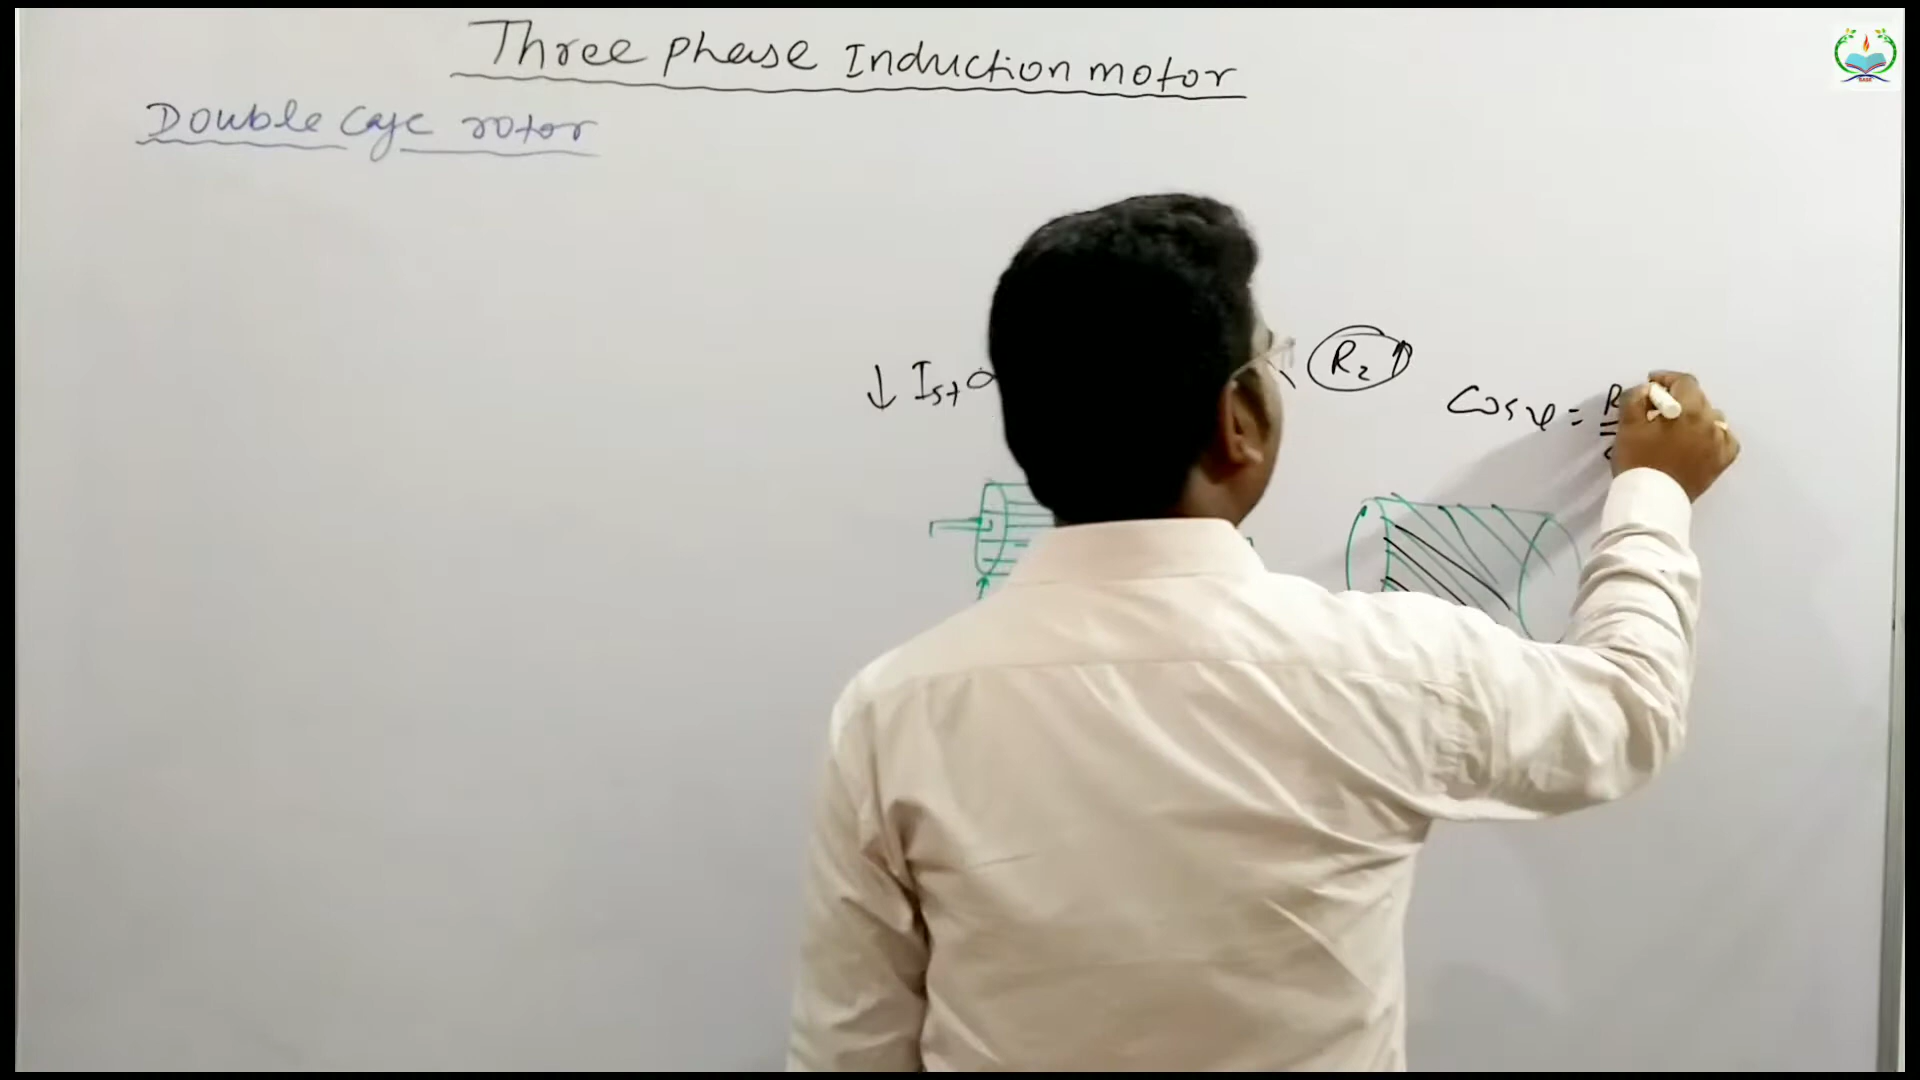 Three phase Induction motor
Double cage rotor
↓ Ist ∝
R2 ↑
Cos φ = R